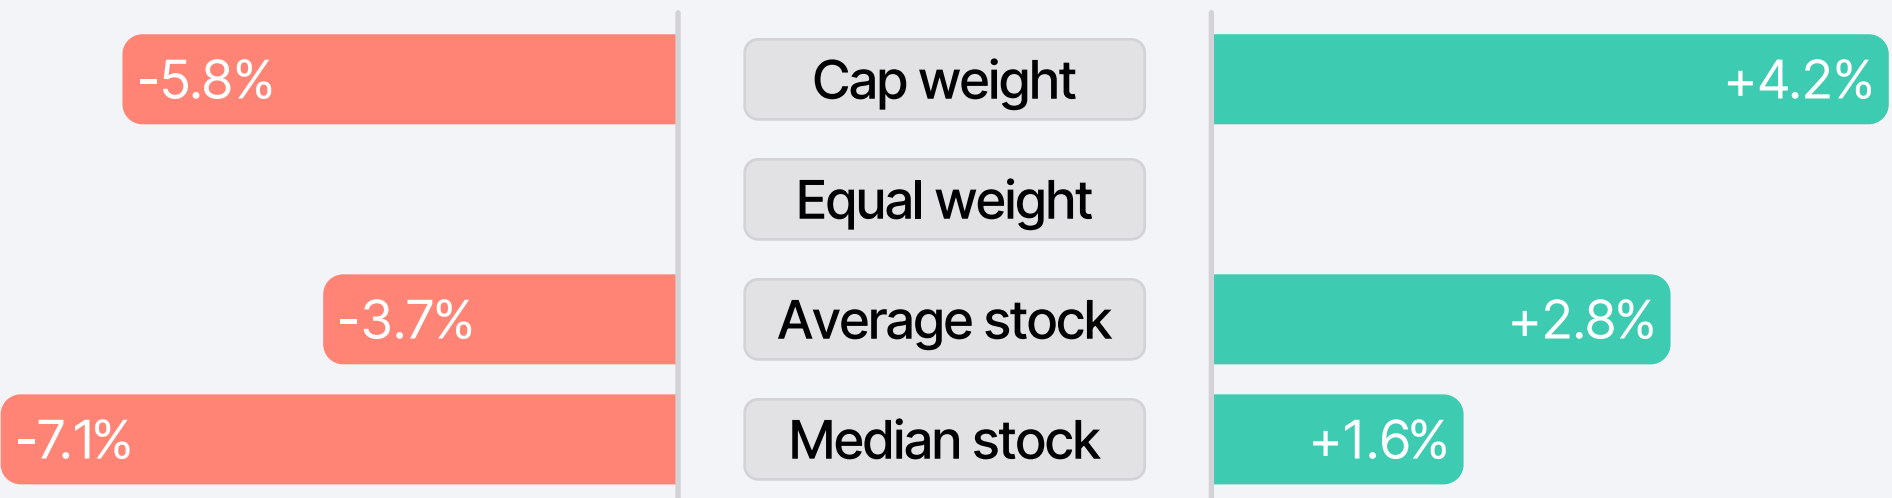 -5.8% Cap weight +4.2%
Equal weight
-3.7% Average stock +2.8%
-7.1% Median stock +1.6%